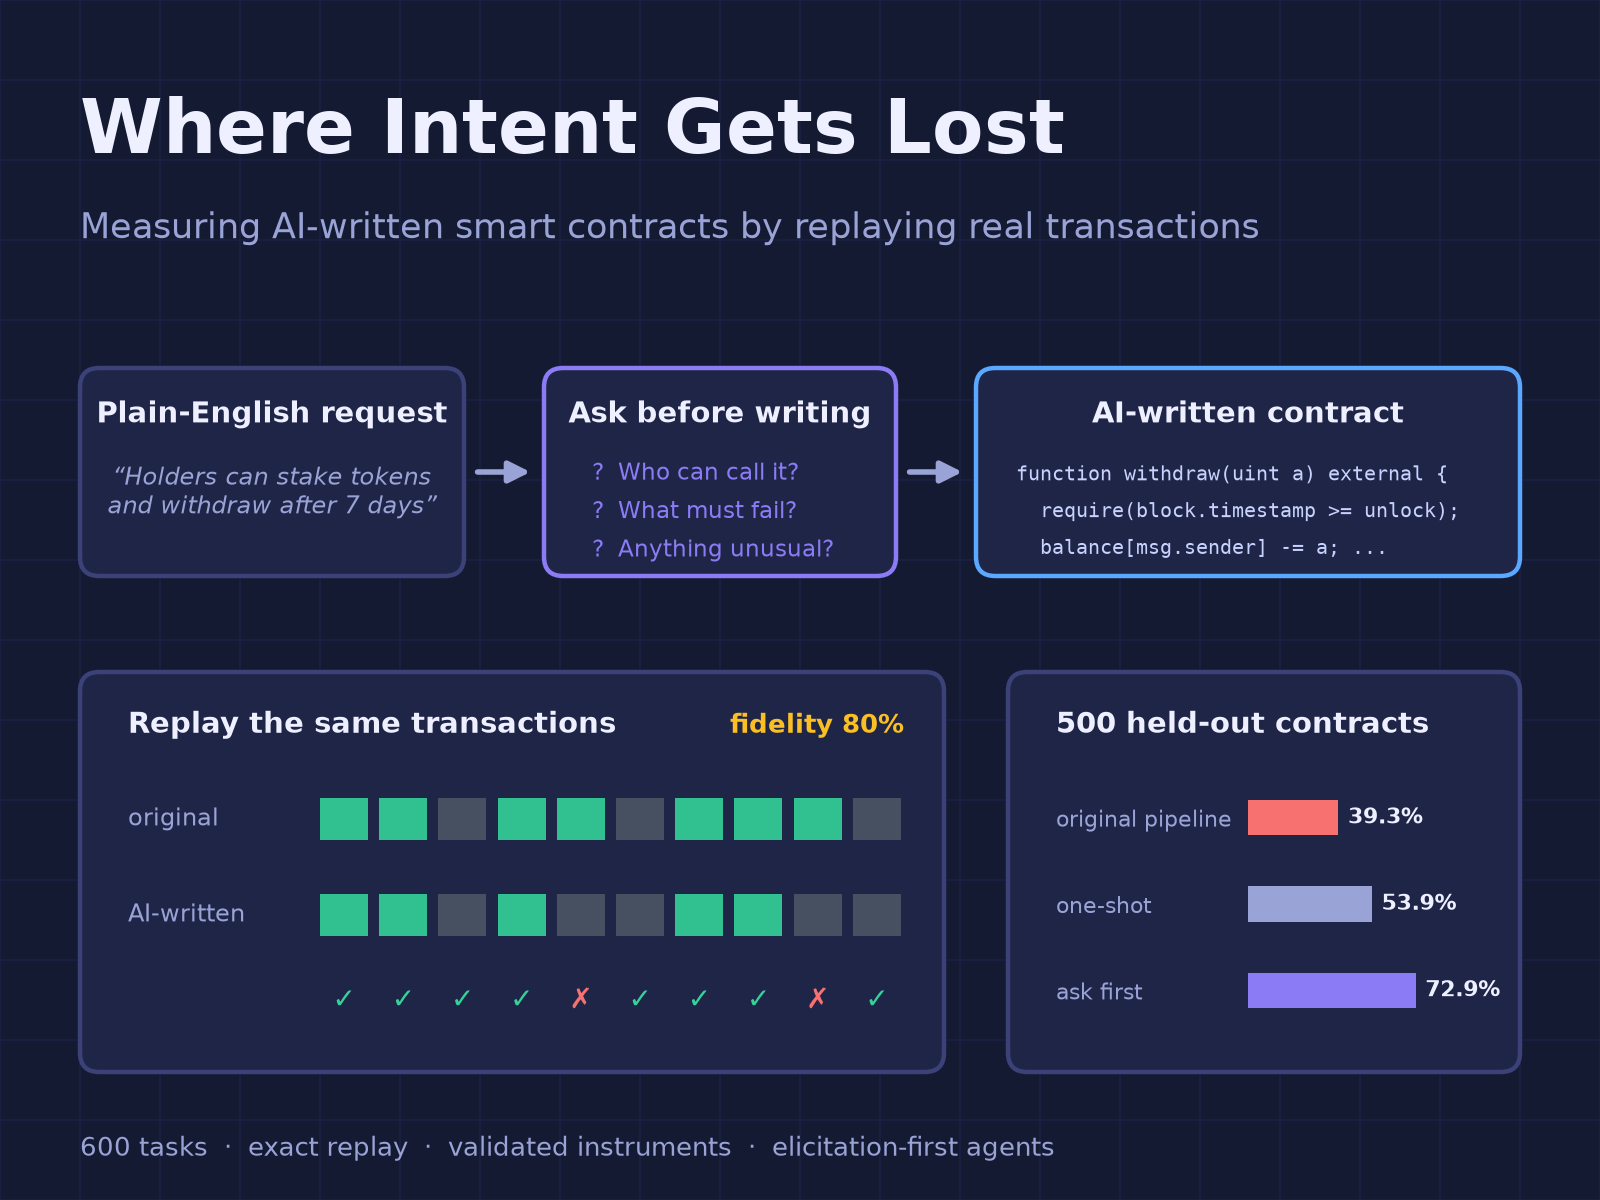 Where Intent Gets Lost
Measuring AI-written smart contracts by replaying real transactions
Plain-English request
“Holders can stake tokens
and withdraw after 7 days”
Ask before writing
? Who can call it?
? What must fail?
? Anything unusual?
AI-written contract
function withdraw(uint a) external {
require(block.timestamp >= unlock);
balance[msg.sender] -= a; ...
Replay the same transactions
fidelity 80%
original
AI-written
✓ ✓ ✓ ✓ ✗ ✓ ✓ ✓ ✗ ✓
500 held-out contracts
original pipeline 39.3%
one-shot 53.9%
ask first 72.9%
600 tasks · exact replay · validated instruments · elicitation-first agents